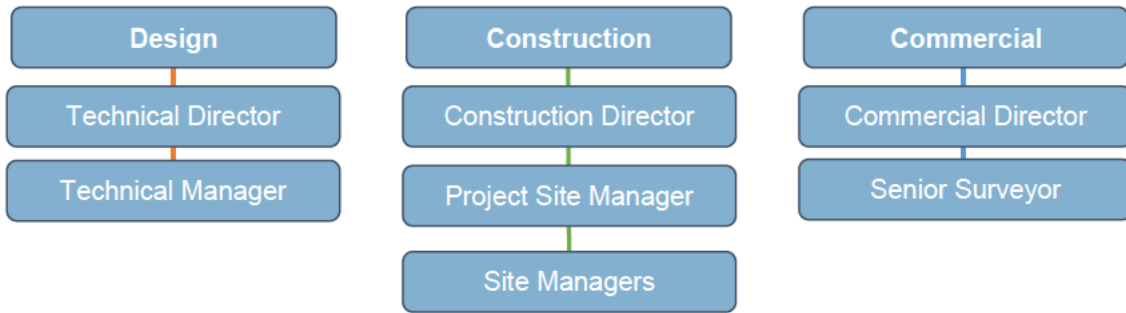 Design
Technical Director
Technical Manager
Construction
Construction Director
Project Site Manager
Site Managers
Commercial
Commercial Director
Senior Surveyor